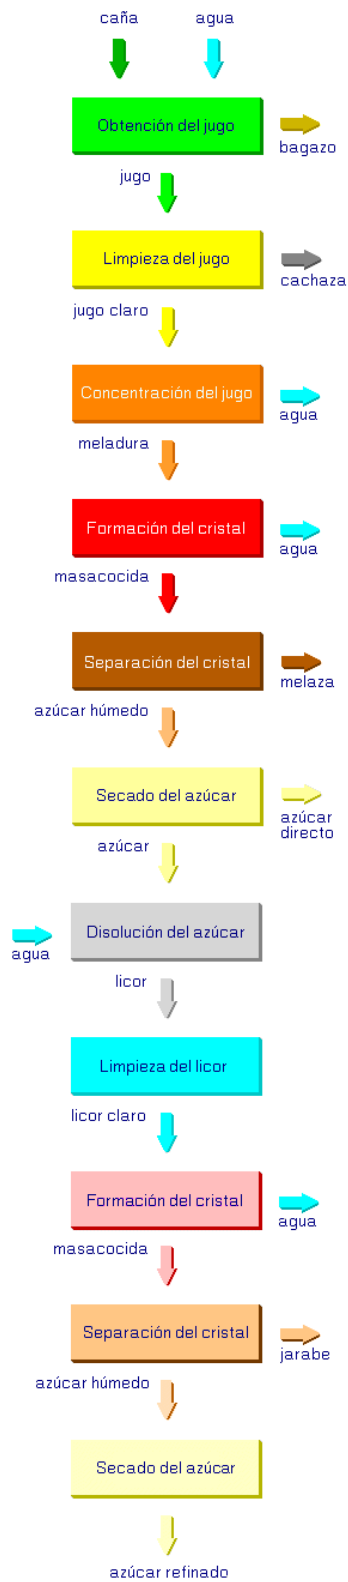 caña
agua
Obtención del jugo
bagazo
jugo
Limpieza del jugo
cachaza
jugo claro
Concentración del jugo
agua
meladura
Formación del cristal
agua
masacocida
Separación del cristal
melaza
azúcar húmedo
Secado del azúcar
azúcar
directo
azúcar
Disolución del azúcar
agua
licor
Limpieza del licor
licor claro
Formación del cristal
agua
masacocida
Separación del cristal
jarabe
azúcar húmedo
Secado del azúcar
azúcar refinado